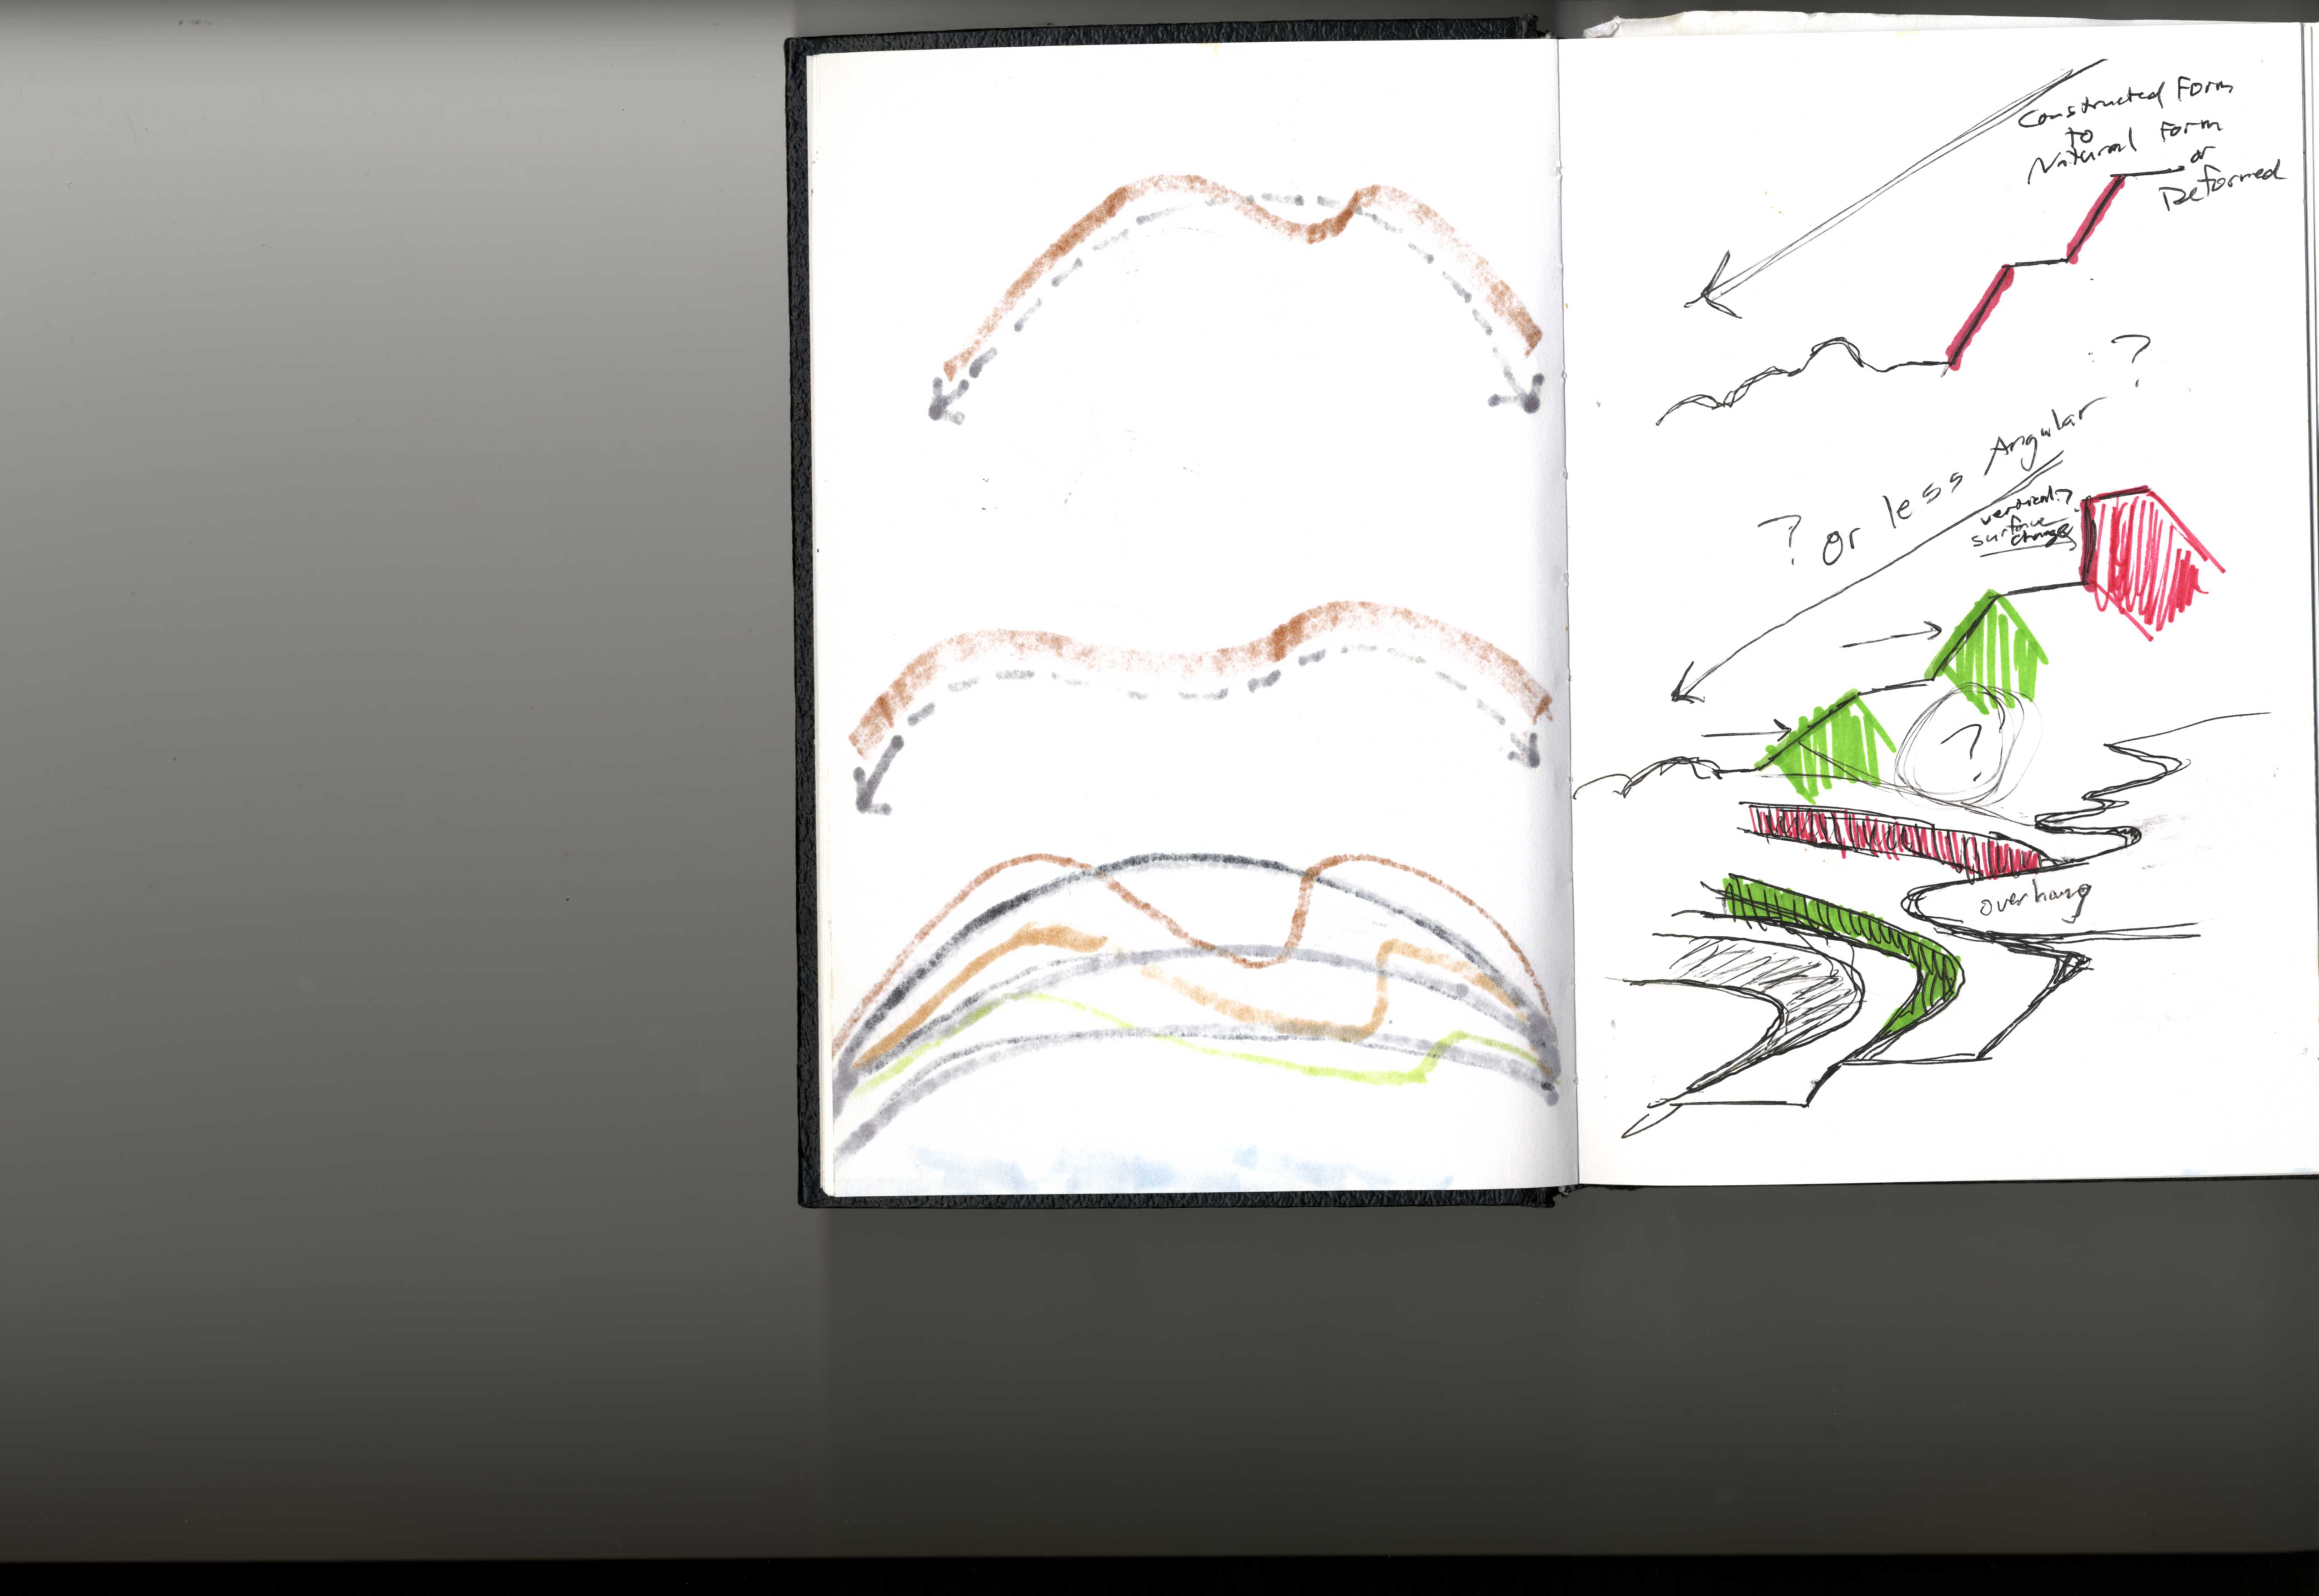 Constructed Form
to
Natural Form
or
Deformed
?
? or less Angular
vertical?
surface
change
?
overhang